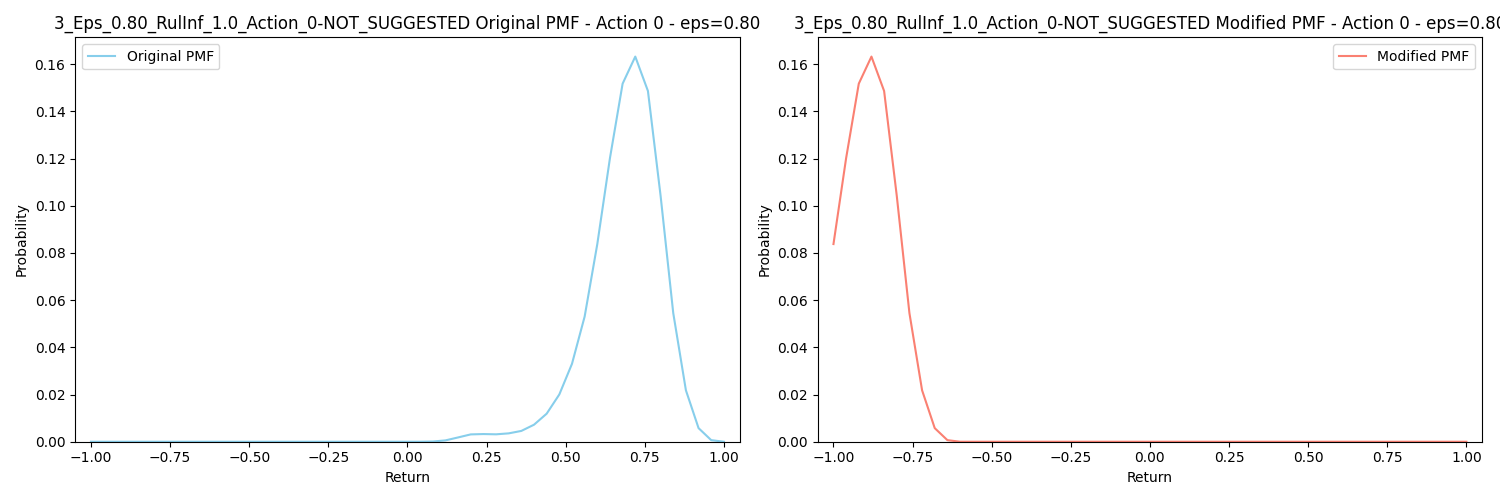 3_Eps_0.80_RulInf_1.0_Action_0-NOT_SUGGESTED Original PMF - Action 0 - eps=0.80
Original PMF
0.16
0.14
0.12
0.10
0.08
0.06
0.04
0.02
0.00
Probability
−1.00 −0.75 −0.50 −0.25 0.00 0.25 0.50 0.75 1.00
Return
3_Eps_0.80_RulInf_1.0_Action_0-NOT_SUGGESTED Modified PMF - Action 0 - eps=0.80
Modified PMF
0.16
0.14
0.12
0.10
0.08
0.06
0.04
0.02
0.00
Probability
−1.00 −0.75 −0.50 −0.25 0.00 0.25 0.50 0.75 1.00
Return